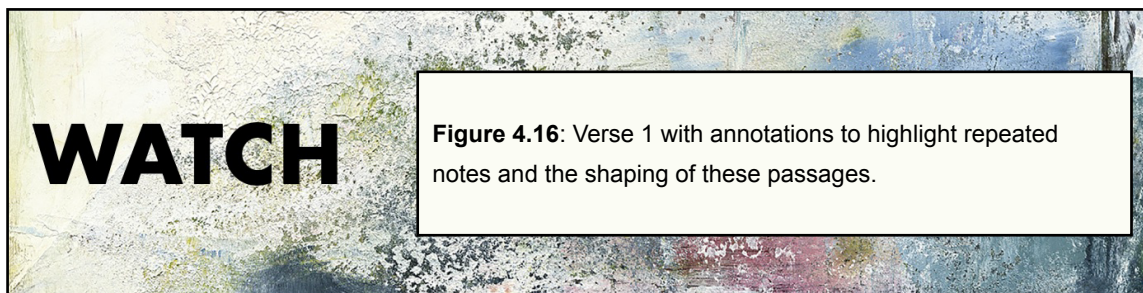 WATCH
Figure 4.16: Verse 1 with annotations to highlight repeated
notes and the shaping of these passages.